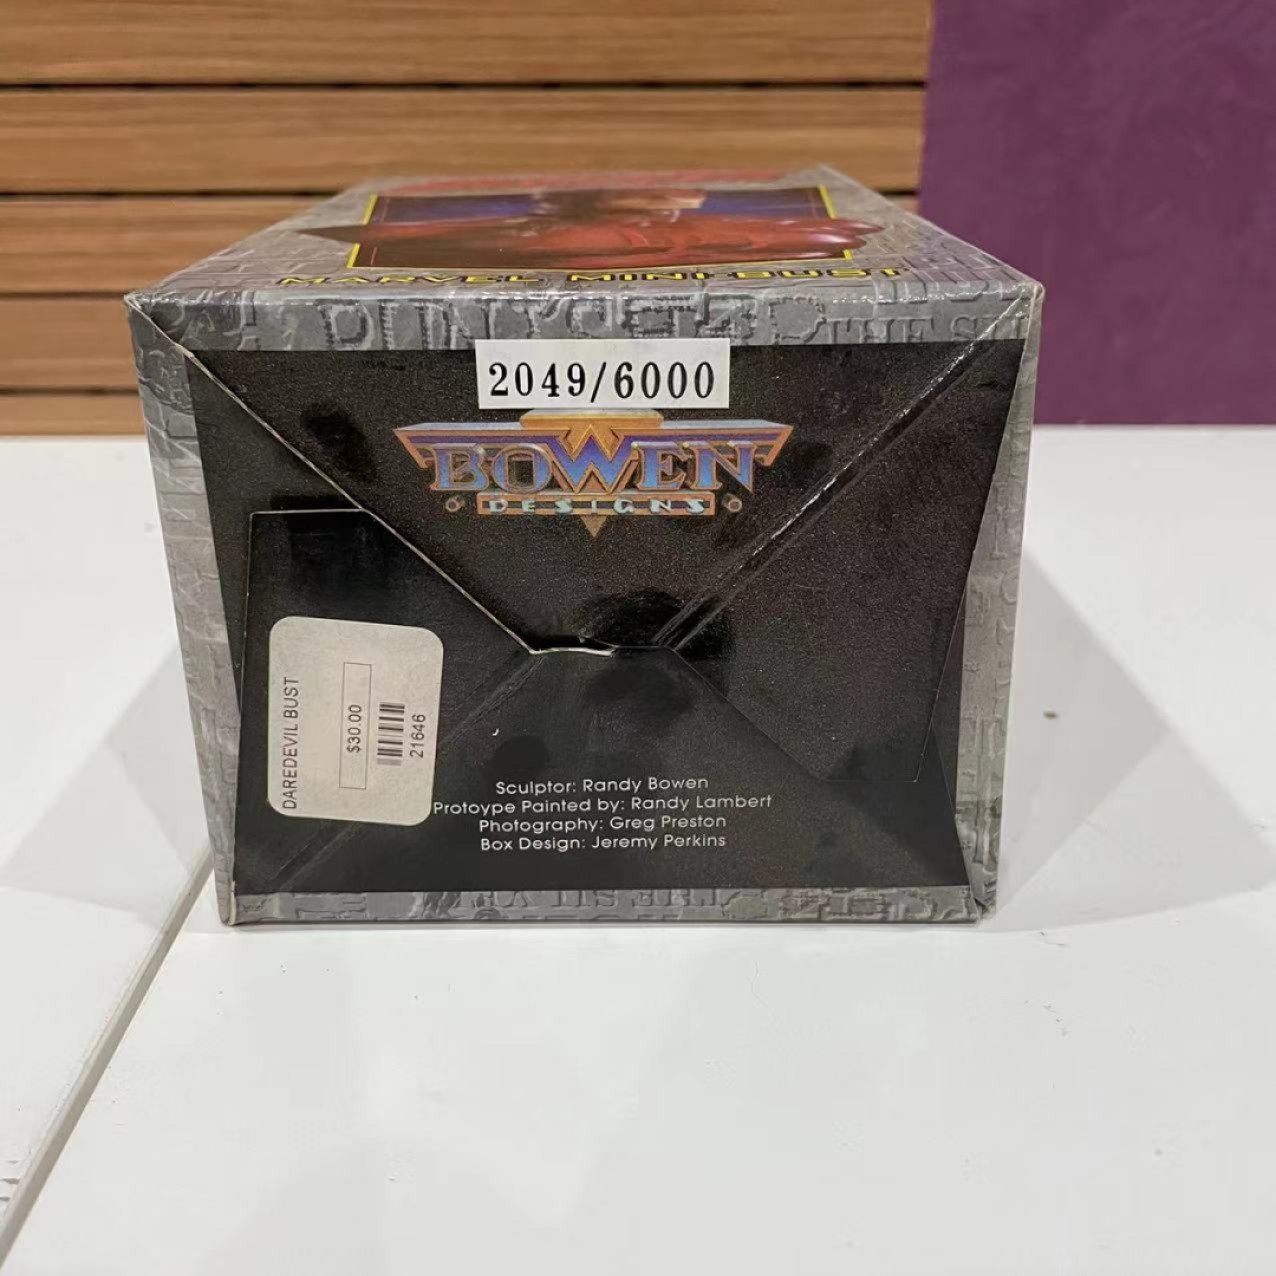 MARVEL MINI-BUST
2049/6000
BOWEN
DESIGNS
DAREDEVIL BUST
$30.00
21646
Sculptor: Randy Bowen
Protoype Painted by: Randy Lambert
Photography: Greg Preston
Box Design: Jeremy Perkins